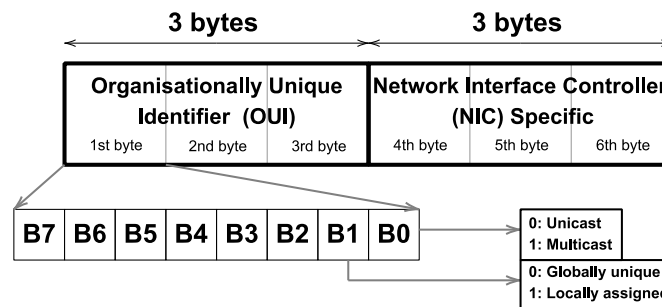 3 bytes 3 bytes
Organisationally Unique Network Interface Controller
Identifier (OUI) (NIC) Specific
1st byte 2nd byte 3rd byte 4th byte 5th byte 6th byte
B7 B6 B5 B4 B3 B2 B1 B0
0: Unicast
1: Multicast
0: Globally unique
1: Locally assigned